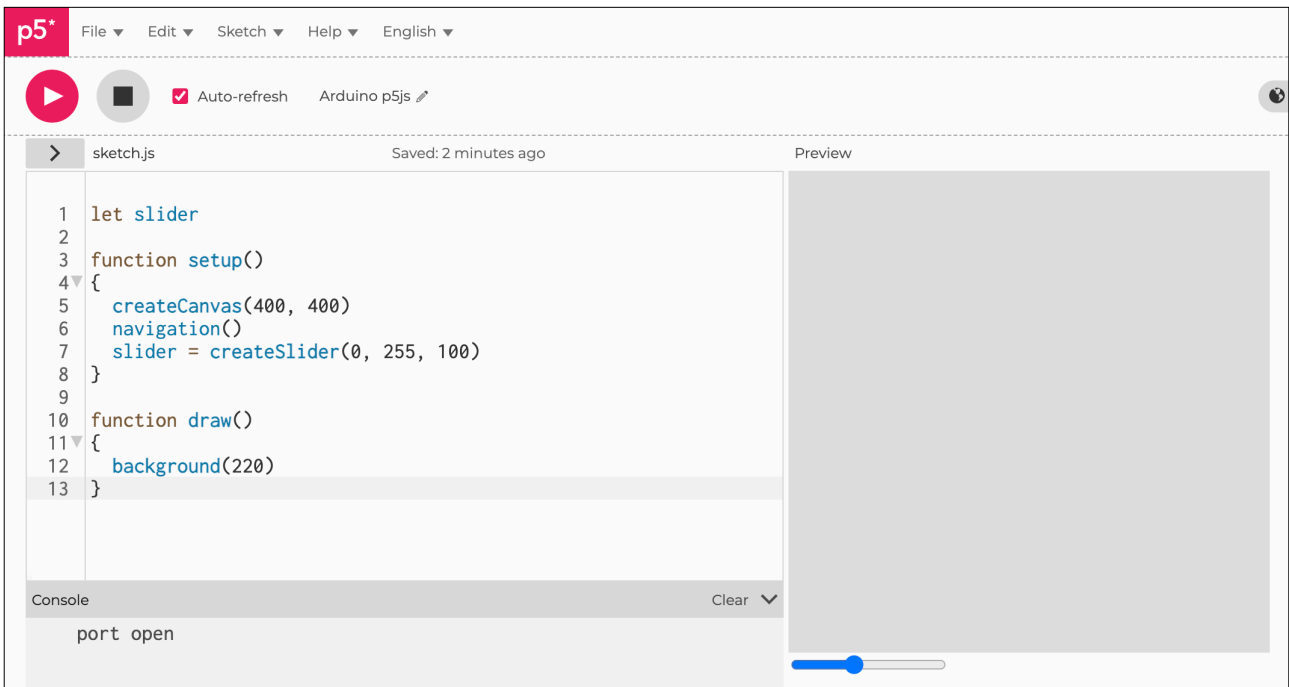 p5* File Edit Sketch Help English
Auto-refresh Arduino p5js
sketch.js Saved: 2 minutes ago Preview
1 let slider
2
3 function setup()
4 {
5 createCanvas(400, 400)
6 navigation()
7 slider = createSlider(0, 255, 100)
8 }
9
10 function draw()
11 {
12 background(220)
13 }
Console Clear
port open